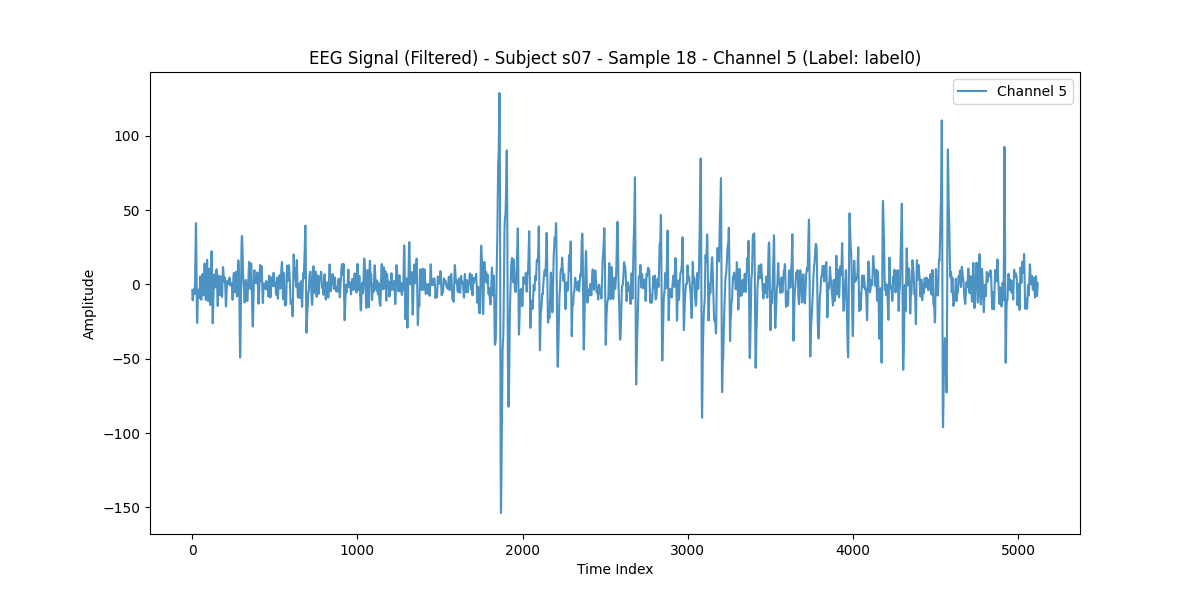 EEG Signal (Filtered) - Subject s07 - Sample 18 - Channel 5 (Label: label0)
Channel 5
100
50
0
−50
−100
−150
Amplitude
0 1000 2000 3000 4000 5000
Time Index